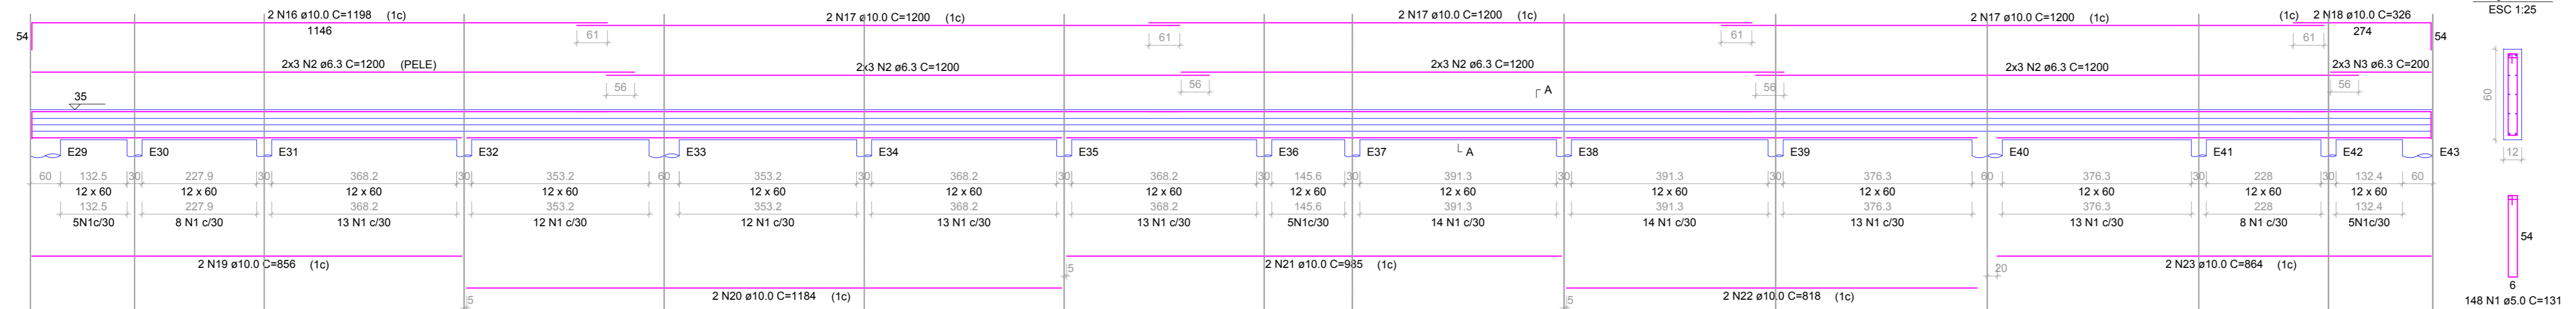 2 N16 ø10.0 C=1198 (1c)
2 N17 ø10.0 C=1200 (1c)
2 N17 ø10.0 C=1200 (1c)
2 N17 ø10.0 C=1200 (1c)
(1c) 2 N18 ø10.0 C=326
ESC 1:25
54 1146 61 61 61 61 274 54
2x3 N2 ø6.3 C=1200 (PELE)
2x3 N2 ø6.3 C=1200
2x3 N2 ø6.3 C=1200
2x3 N2 ø6.3 C=1200
2x3 N3 ø6.3 C=200
56 56 56 56
35
A
60
E29 E30 E31 E32 E33 E34 E35 E36 E37 A E38 E39 E40 E41 E42 E43
12
60 132.5 30 227.9 30 368.2 30 353.2 60 353.2 30 368.2 30 368.2 30 145.6 30 391.3 30 391.3 30 376.3 60 376.3 30 228 30 132.4 60
12 x 60 12 x 60 12 x 60 12 x 60 12 x 60 12 x 60 12 x 60 12 x 60 12 x 60 12 x 60 12 x 60 12 x 60 12 x 60 12 x 60
132.5 227.9 368.2 353.2 353.2 368.2 368.2 145.6 391.3 391.3 376.3 376.3 228 132.4
5N1c/30 8 N1 c/30 13 N1 c/30 12 N1 c/30 12 N1 c/30 13 N1 c/30 13 N1 c/30 5N1c/30 14 N1 c/30 14 N1 c/30 13 N1 c/30 13 N1 c/30 8 N1 c/30 5N1c/30
54
2 N19 ø10.0 C=856 (1c)
5
2 N21 ø10.0 C=985 (1c)
20
2 N23 ø10.0 C=864 (1c)
5
2 N20 ø10.0 C=1184 (1c)
5
2 N22 ø10.0 C=818 (1c)
6
148 N1 ø5.0 C=131